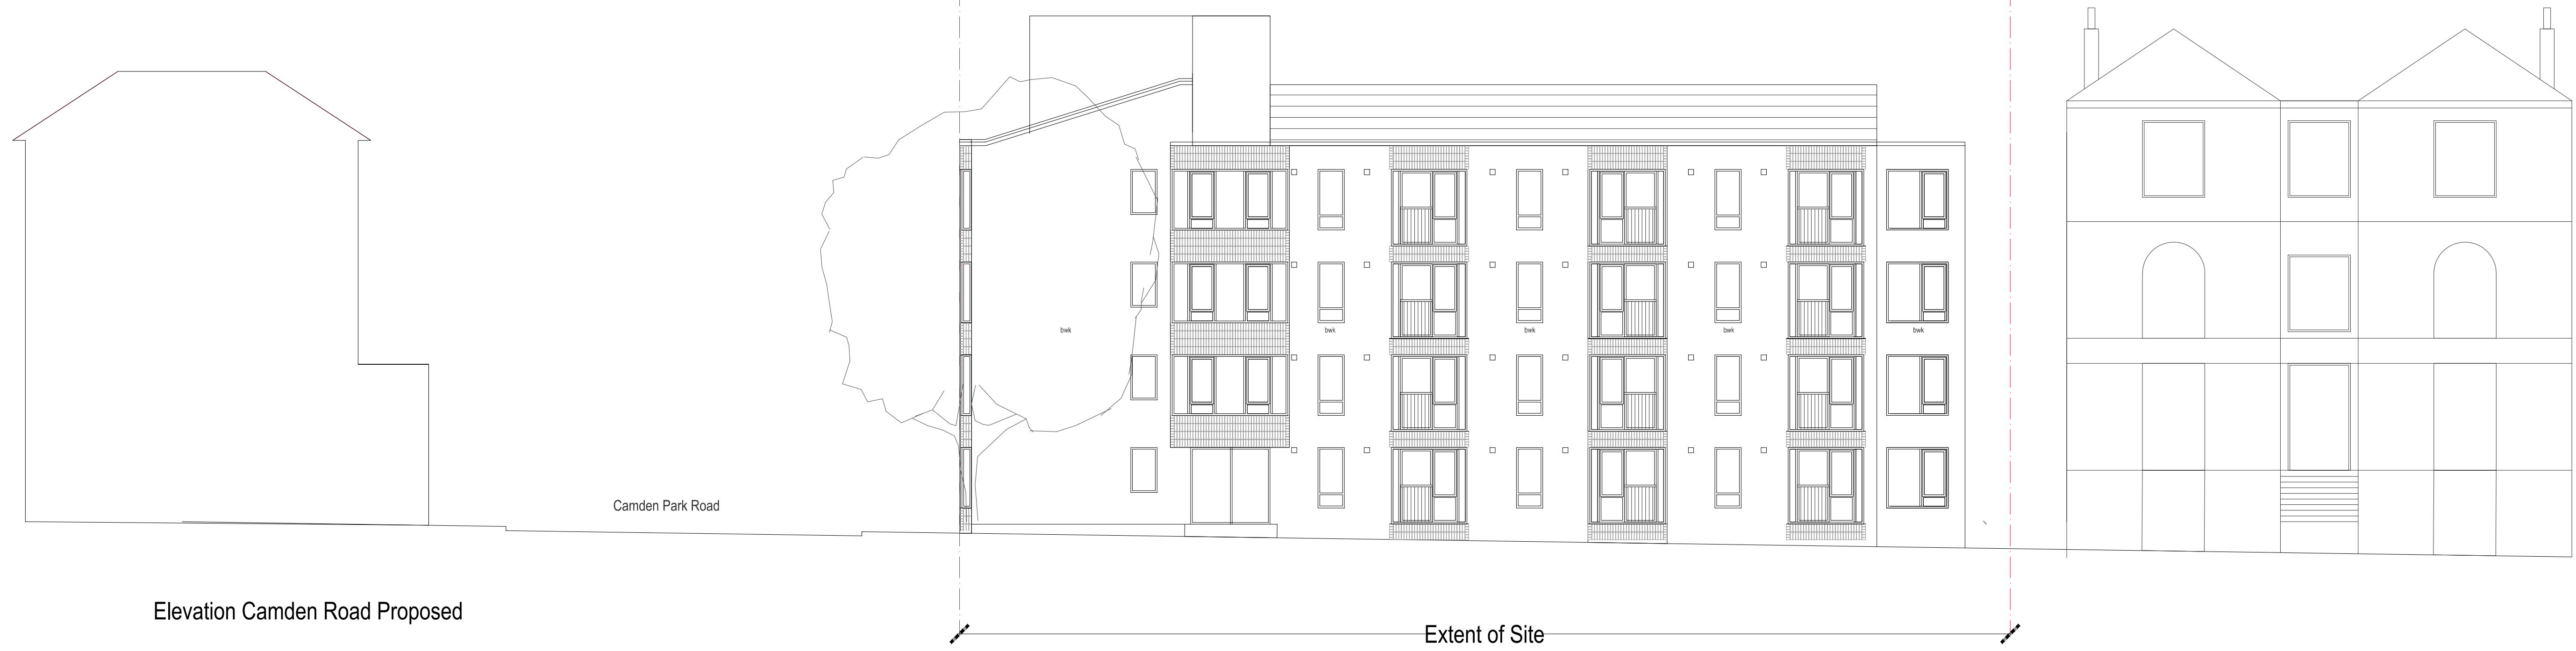 bwk
bwk
bwk
bwk
bwk
Camden Park Road
Elevation Camden Road Proposed
Extent of Site